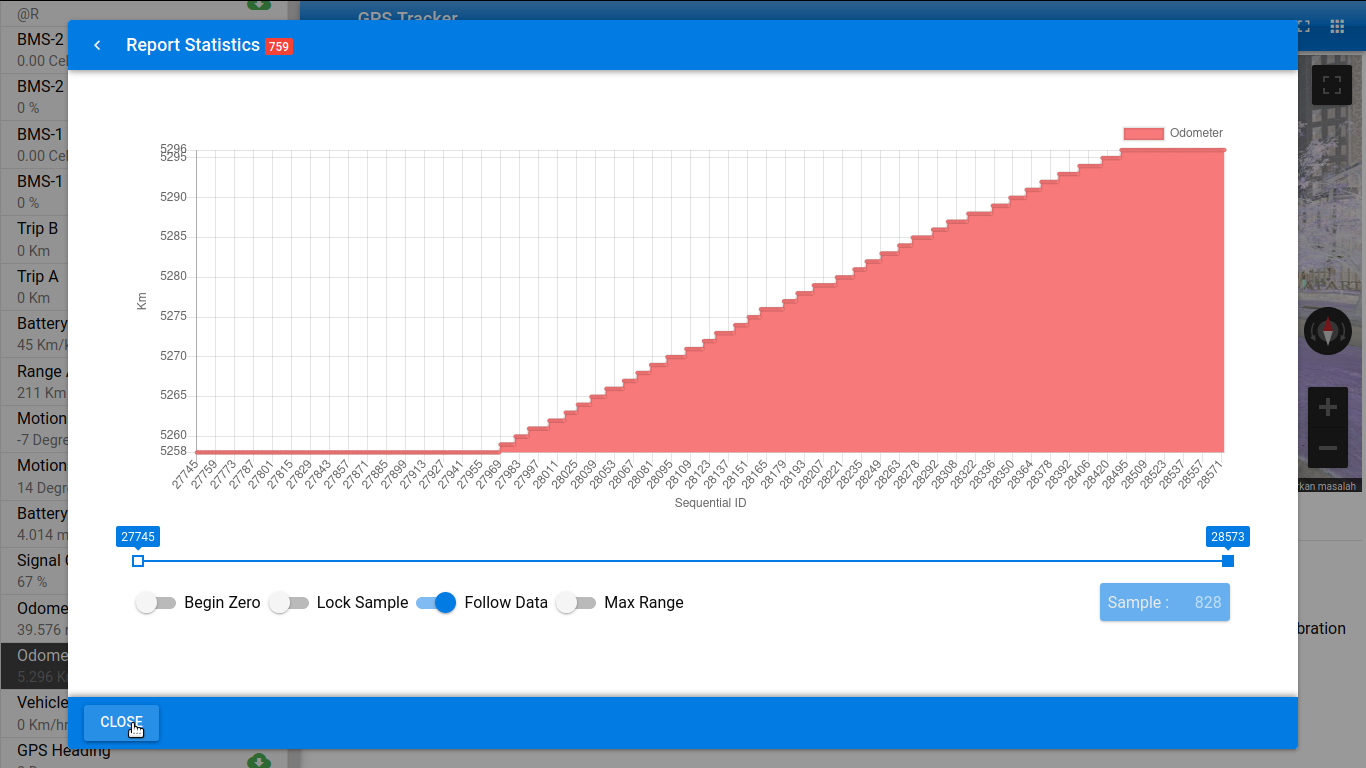 @R
GPS Tracker
BMS-2
0.00 Cel
BMS-2
0 %
BMS-1
0.00 Cel
BMS-1
0 %
Trip B
0 Km
Trip A
0 Km
Battery
45 Km/k
Range
211 Km
Motion
-7 Degre
Motion
14 Degr
Battery
4.014 m
Signal
67 %
Odome
39.576
Odome
5.296 K
Vehicle
0 Km/hr
GPS Heading
Report Statistics 759
Odometer
5296
5295
5290
5285
5280
5275
5270
5265
5260
5258
Km
27745
27759
27773
27787
27801
27815
27829
27843
27857
27871
27885
27899
27913
27927
27941
27955
27969
27983
27997
28011
28025
28039
28053
28067
28081
28095
28109
28123
28137
28151
28165
28179
28193
28207
28221
28235
28249
28263
28278
28292
28308
28322
28336
28350
28364
28378
28392
28406
28420
28495
28509
28523
28537
28557
28571
Sequential ID
27745
28573
Begin Zero
Lock Sample
Follow Data
Max Range
Sample : 828
CLOSE
APART
kan masalah
bration